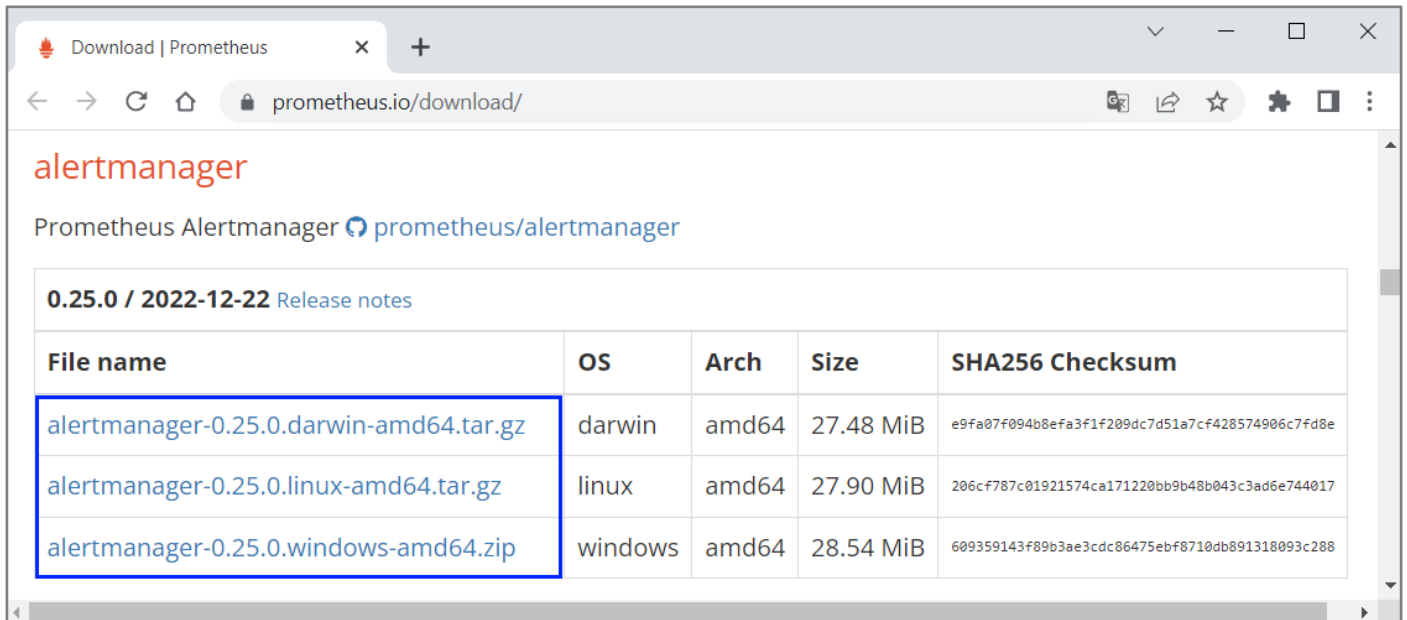 Download | Prometheus
prometheus.io/download/
alertmanager
Prometheus Alertmanager prometheus/alertmanager
0.25.0 / 2022-12-22 Release notes
File name OS Arch Size SHA256 Checksum
alertmanager-0.25.0.darwin-amd64.tar.gz darwin amd64 27.48 MiB e9fa07f094b8efa3f1f209dc7d51a7cf428574906c7fd8e
alertmanager-0.25.0.linux-amd64.tar.gz linux amd64 27.90 MiB 206cf787c01921574ca171220bb9b48b043c3ad6e744017
alertmanager-0.25.0.windows-amd64.zip windows amd64 28.54 MiB 609359143f89b3ae3cdc86475ebf8710db891318093c288